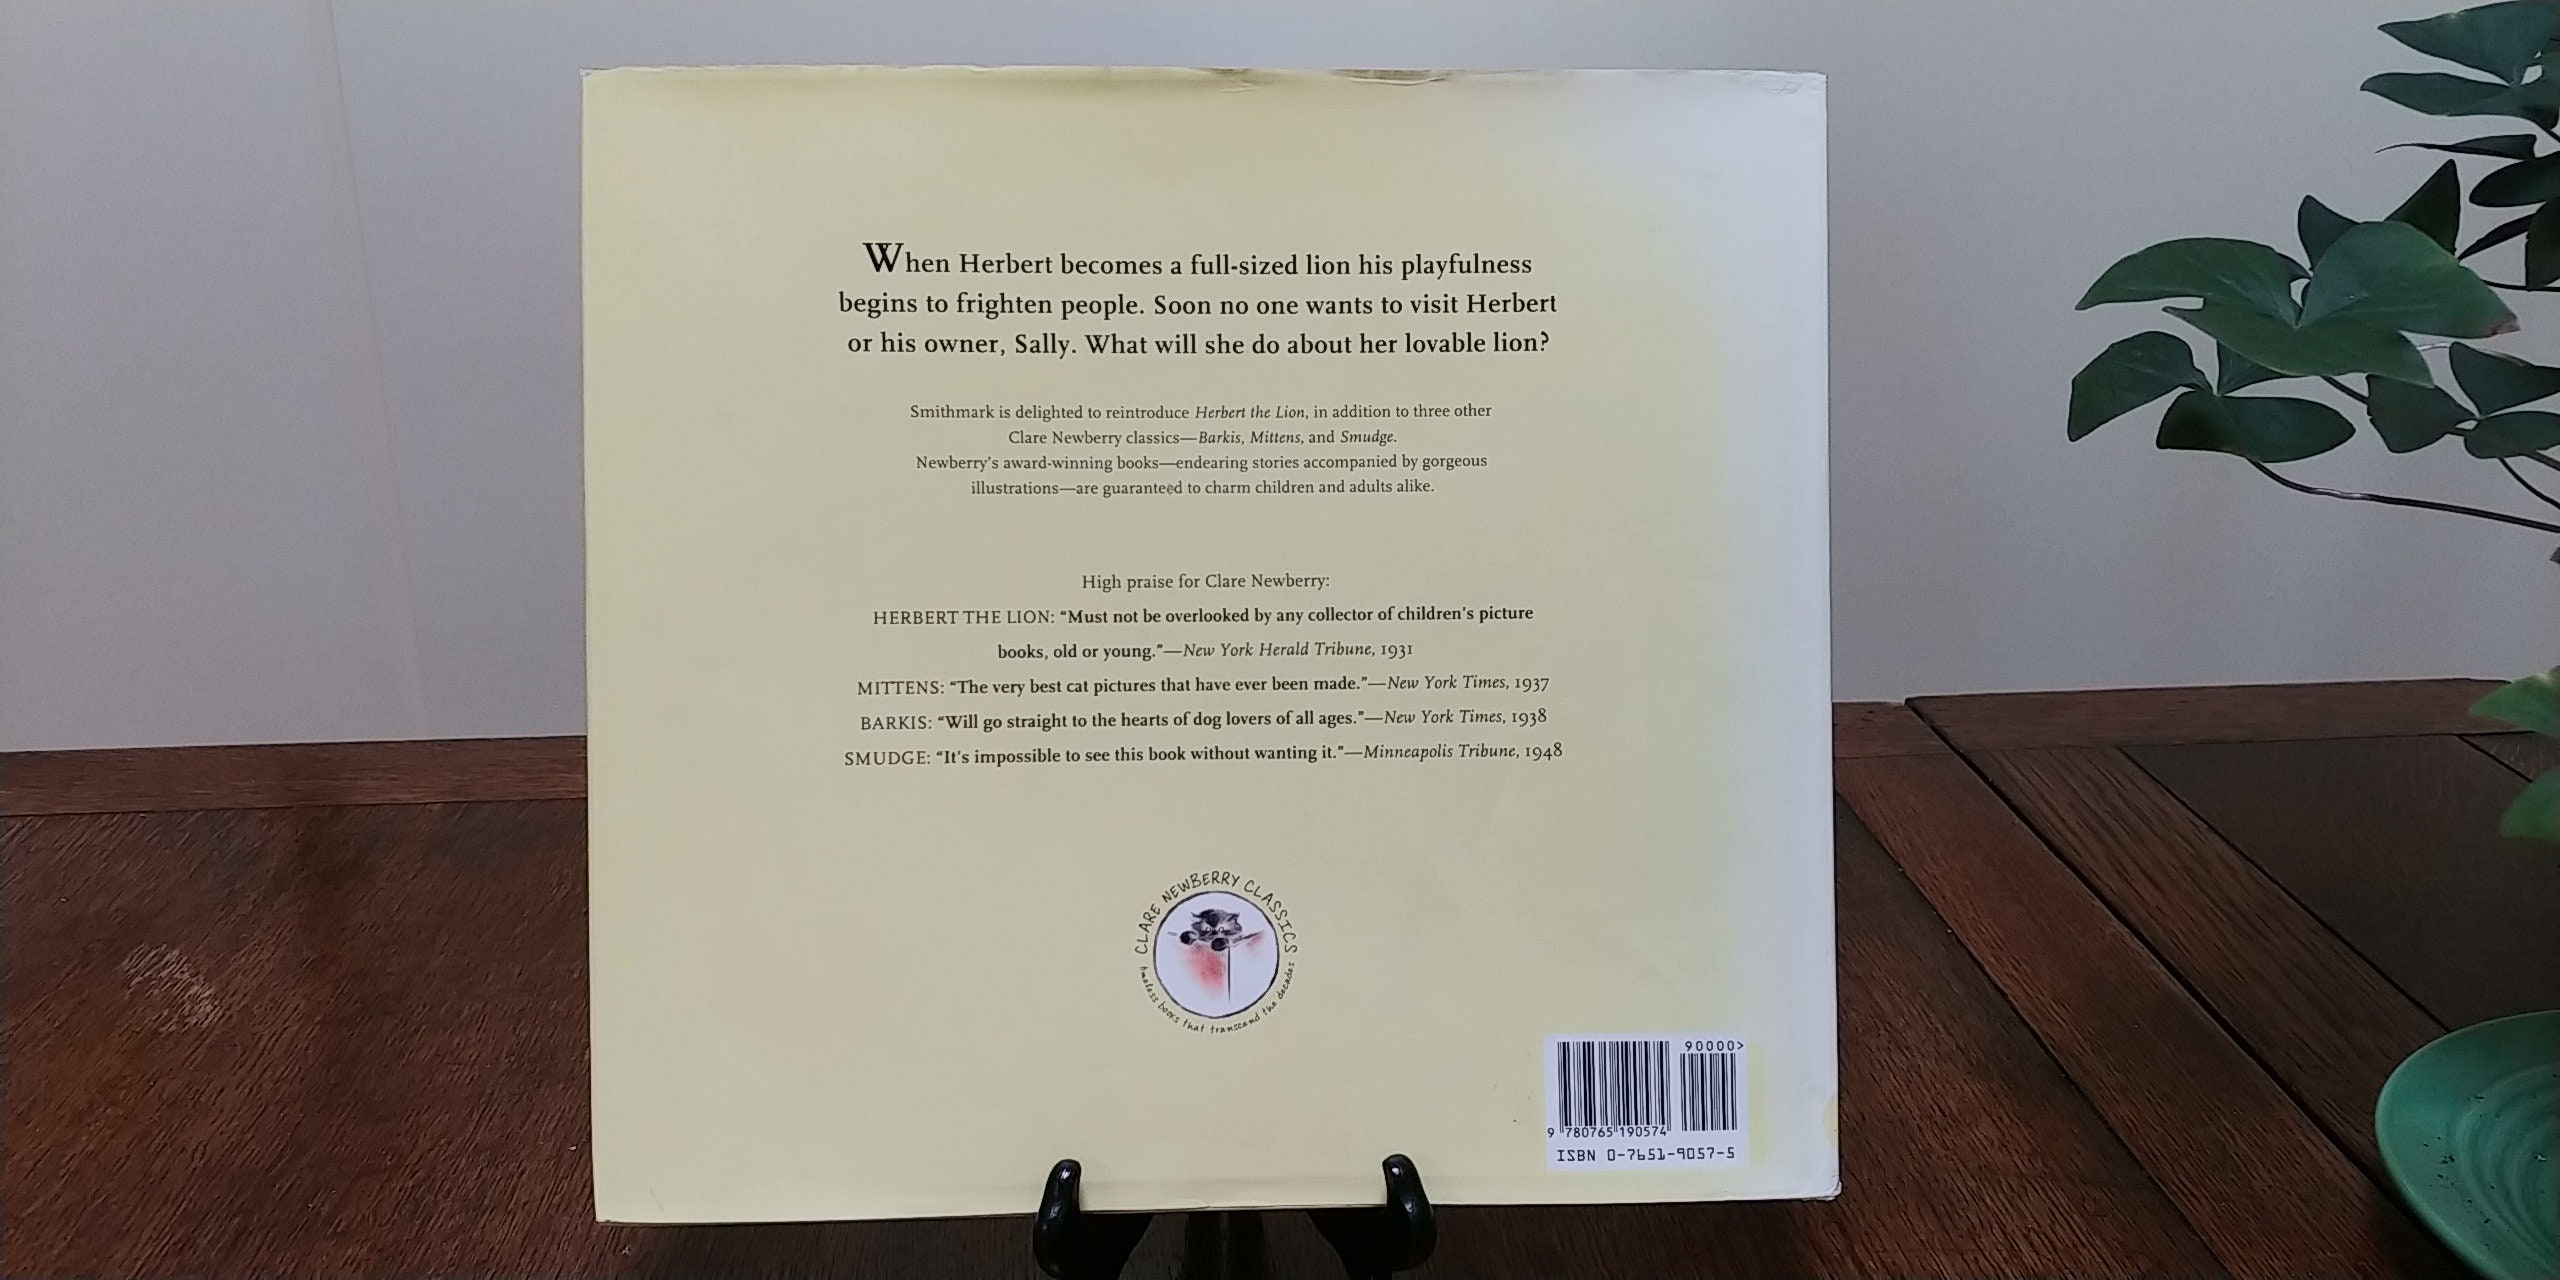 When Herbert becomes a full-sized lion his playfulness
begins to frighten people. Soon no one wants to visit Herbert
or his owner, Sally. What will she do about her lovable lion?
Smithmark is delighted to reintroduce Herbert the Lion, in addition to three other
Clare Newberry classics—Barkis, Mittens, and Smudge.
Newberry's award-winning books—endearing stories accompanied by gorgeous
illustrations—are guaranteed to charm children and adults alike.
High praise for Clare Newberry:
HERBERT THE LION: “Must not be overlooked by any collector of children's picture
books, old or young.”—New York Herald Tribune, 1931
MITTENS: “The very best cat pictures that have ever been made.”—New York Times, 1937
BARKIS: “Will go straight to the hearts of dog lovers of all ages.”—New York Times, 1938
SMUDGE: “It's impossible to see this book without wanting it.”—Minneapolis Tribune, 1948
CLARE NEWBERRY CLASSICS
timeless books that transcend the decades
90000>
9 780765 190574
ISBN 0-7651-9057-5